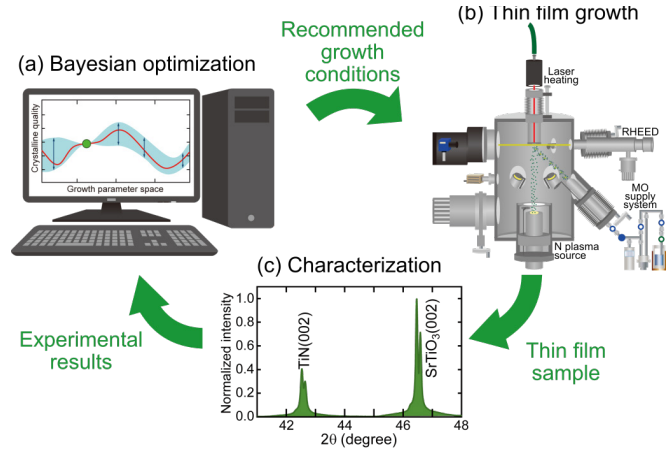 (a) Bayesian optimization
Crystalline quality
Growth parameter space
Recommended
growth
conditions
(b) Thin film growth
Laser
heating
RHEED
MO
supply
system
N plasma
source
Thin film
sample
(c) Characterization
Normalized intensity
1.0
0.8
0.6
0.4
0.2
0.0
TiN(002)
SrTiO₃(002)
42
44
46
48
2θ (degree)
Experimental
results